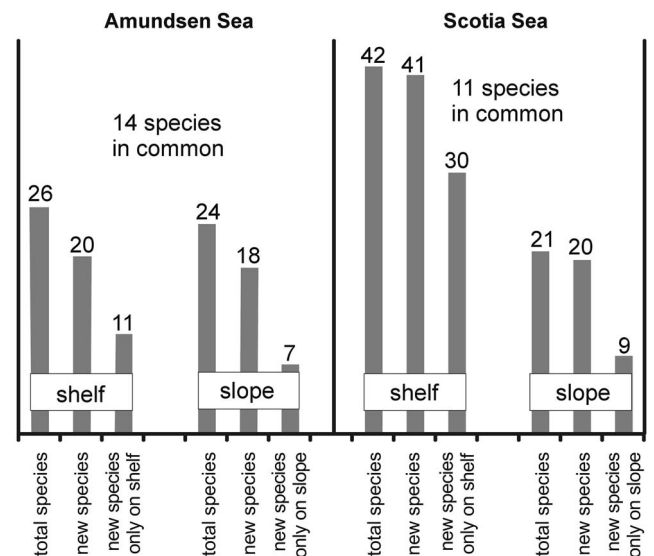 Amundsen Sea
Scotia Sea
14 species
in common
11 species
in common
26
20
11
24
18
7
42
41
30
21
20
9
shelf
slope
shelf
slope
total species
new species
new species
only on shelf
total species
new species
new species
only on slope
total species
new species
new species
only on shelf
total species
new species
new species
only on slope